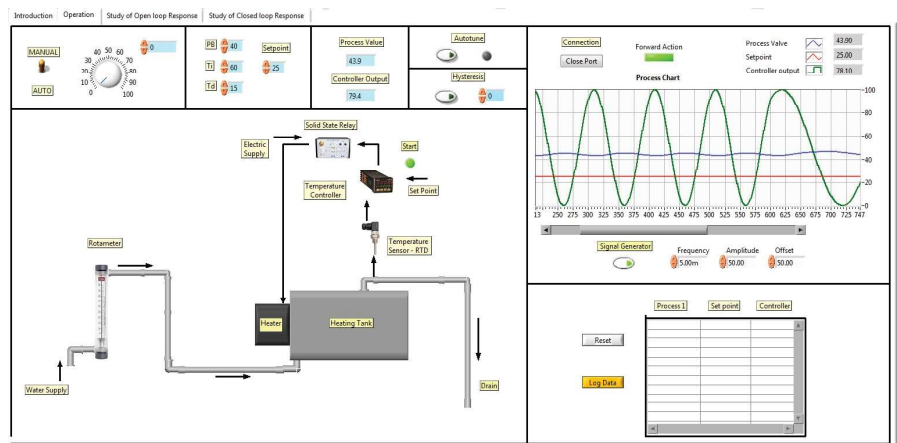 Introduction Operation Study of Open loop Response Study of Closed loop Response
MANUAL
AUTO
0 10 20 30 40 50 60 70 80 90 100
0
PB 40
Ti 60
Td 15
Setpoint
25
Process Value
43.9
Controller Output
79.4
Autotune
Hysteresis
0
Connection
Close Port
Forward Action
Process Valve 43.90
Setpoint 25.00
Controller output 78.10
Process Chart
100
80
60
40
20
0
13 250 275 300 325 350 375 400 425 450 475 500 525 550 575 600 625 650 675 700 725 747
Signal Generator
Frequency Amplitude Offset
5.00m 50.00 50.00
Solid State Relay
Electric
Supply
Start
Temperature
Controller
Set Point
Rotameter
Temperature
Sensor - RTD
Heater
Heating Tank
Water Supply
Drain
Process 1 Set point Controller
Reset
Log Data